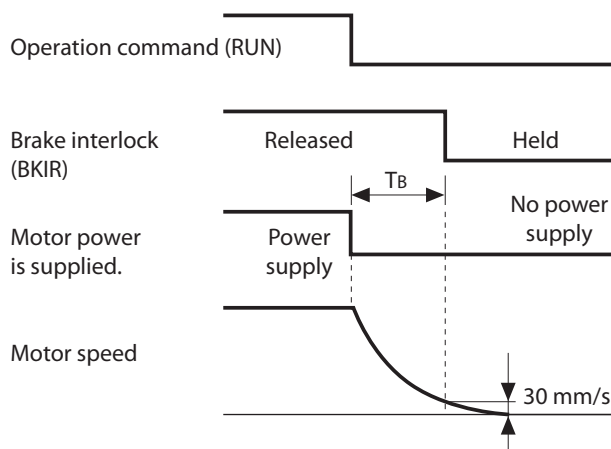 Operation command (RUN)
Brake interlock
(BKIR)
Released
Held
TB
Motor power
is supplied.
Power
supply
No power
supply
Motor speed
30 mm/s